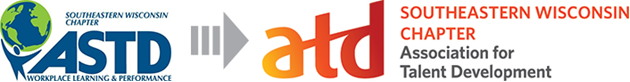 SOUTHEASTERN WISCONSIN
CHAPTER
ASTD
WORKPLACE LEARNING & PERFORMANCE
atd
SOUTHEASTERN WISCONSIN
CHAPTER
Association for
Talent Development